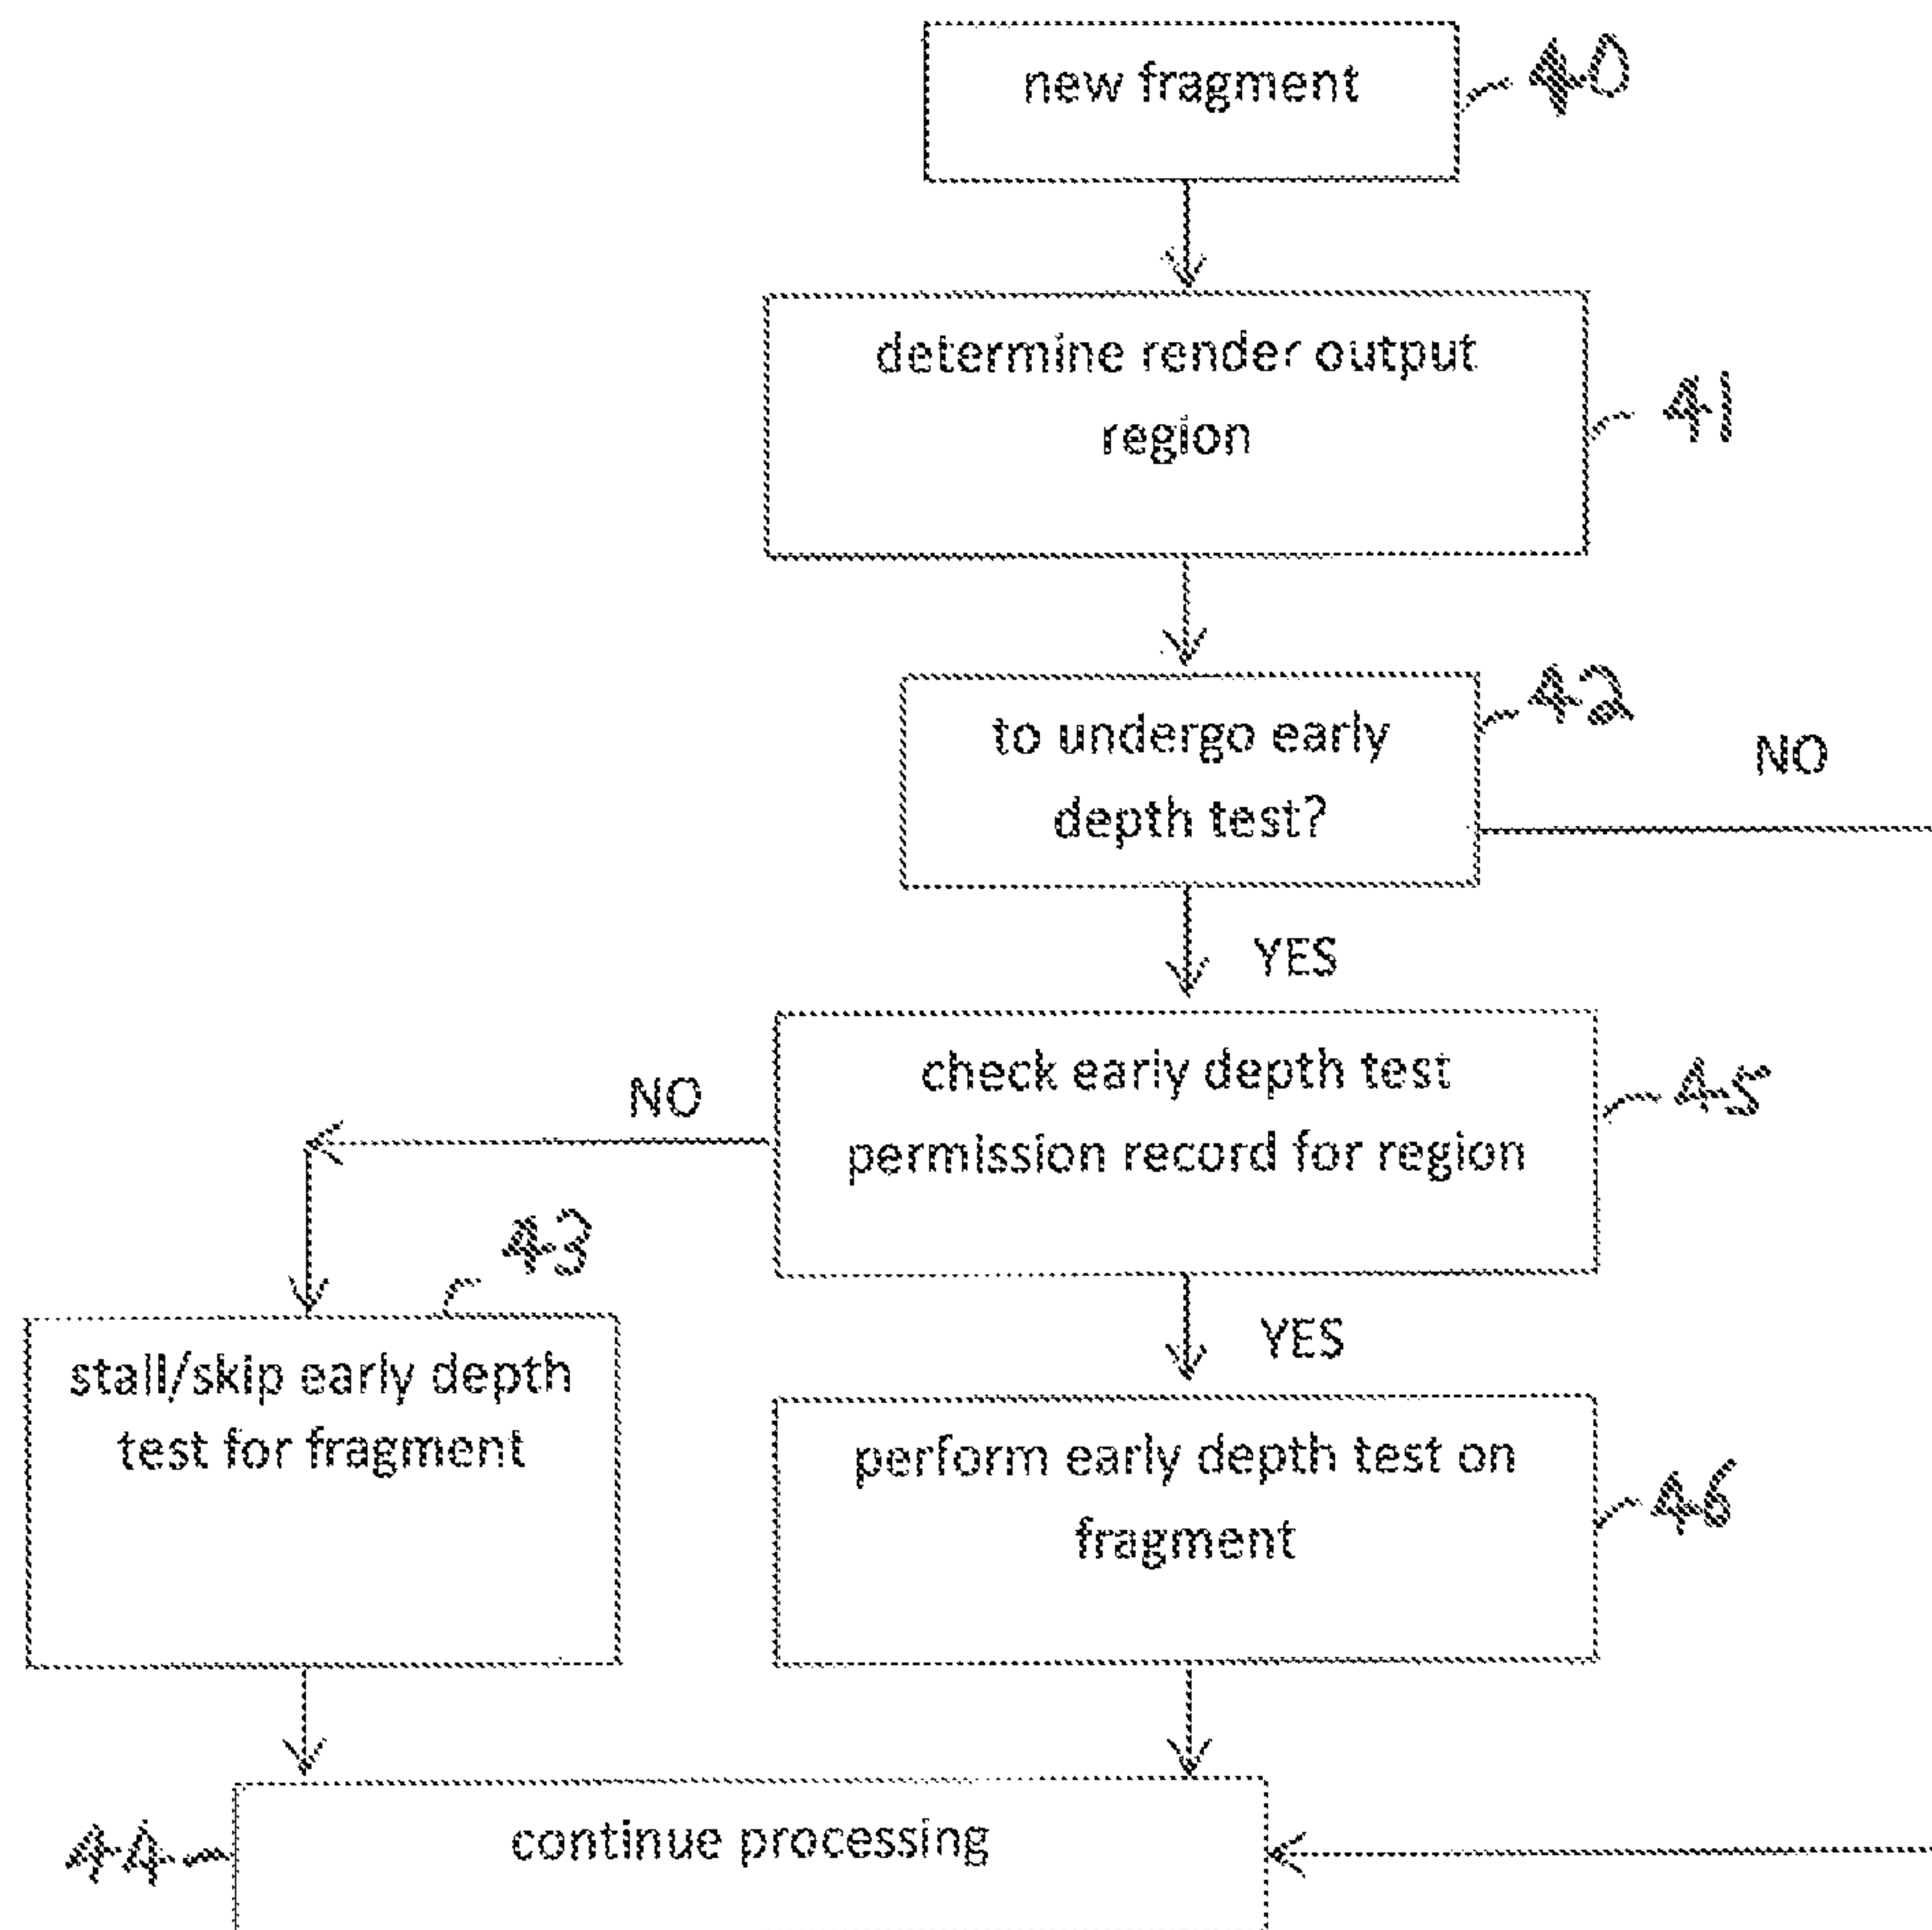 new fragment
40
determine render output
region
41
to undergo early
depth test?
42
NO
YES
check early depth test
permission record for region
45
NO
43
YES
stall/skip early depth
test for fragment
perform early depth test on
fragment
46
44
continue processing